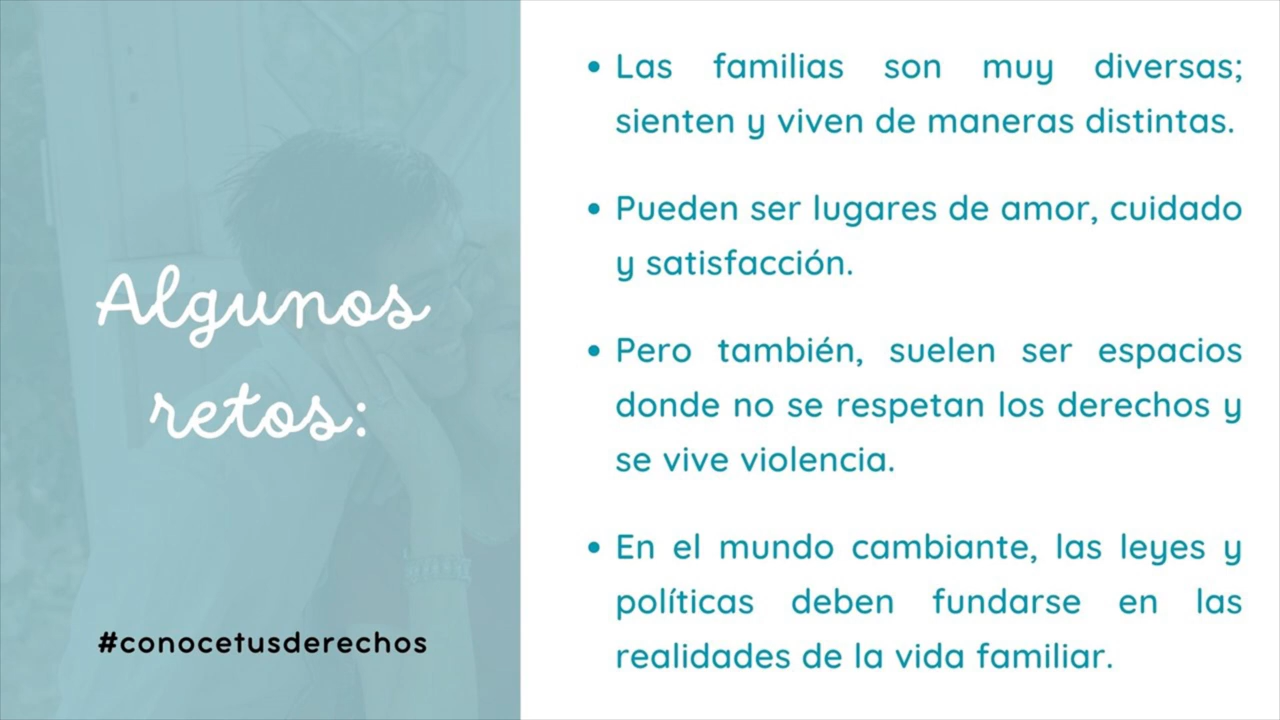 Algunos
retos:
#conocetusderechos
• Las familias son muy diversas;
sienten y viven de maneras distintas.
• Pueden ser lugares de amor, cuidado
y satisfacción.
• Pero también, suelen ser espacios
donde no se respetan los derechos y
se vive violencia.
• En el mundo cambiante, las leyes y
políticas deben fundarse en las
realidades de la vida familiar.